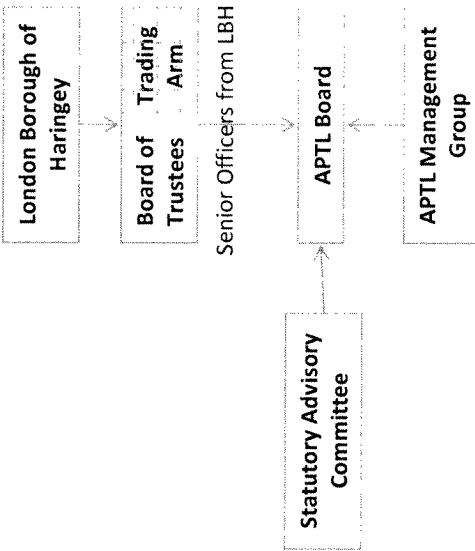 London Borough of
Haringey
Board of
Trustees
Trading
Arm
Senior Officers from LBH
APTL Board
Statutory Advisory
Committee
APTL Management
Group